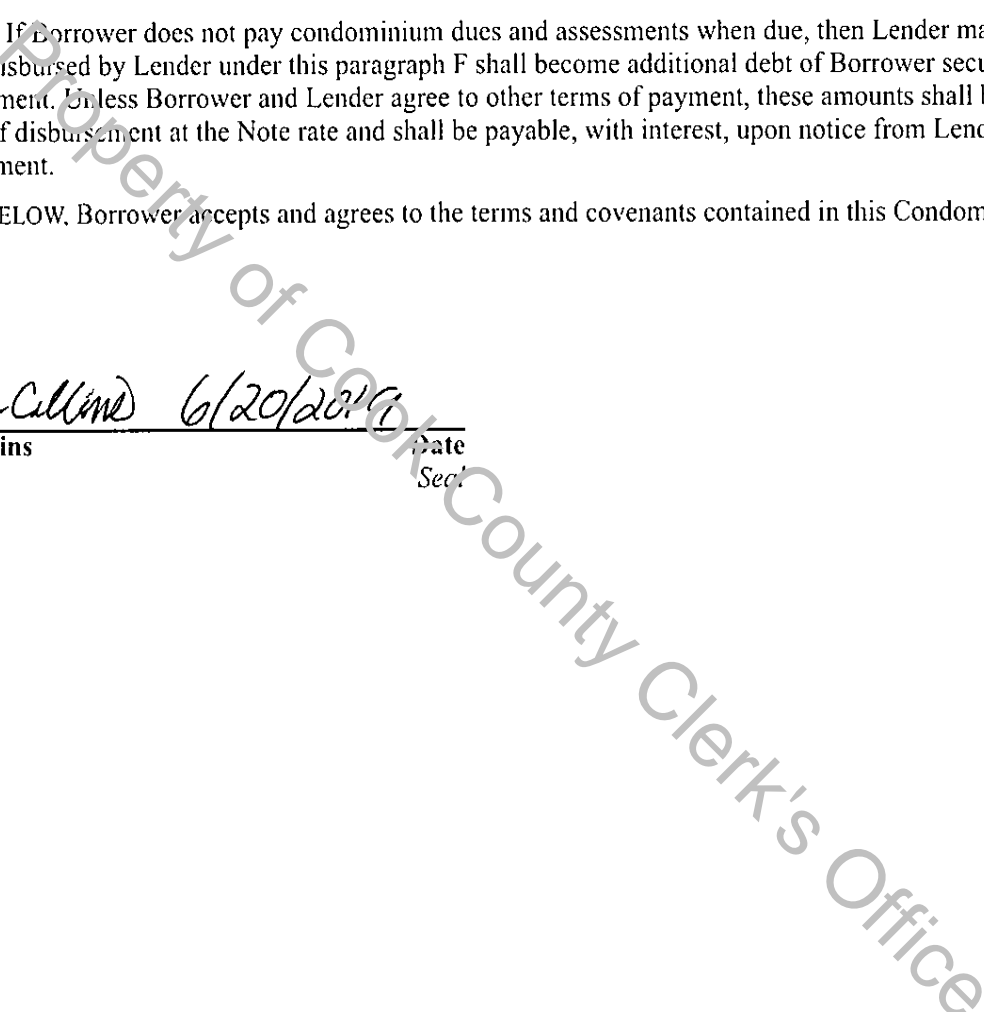 If Borrower does not pay condominium dues and assessments when due, then Lender ma
isbursed by Lender under this paragraph F shall become additional debt of Borrower secu
ment. Unless Borrower and Lender agree to other terms of payment, these amounts shall b
f disbursement at the Note rate and shall be payable, with interest, upon notice from Lend
ment.
ELOW, Borrower accepts and agrees to the terms and covenants contained in this Condom
Collins 6/20/2019
ins Date
Seal
Property of Cook County Clerk's Office